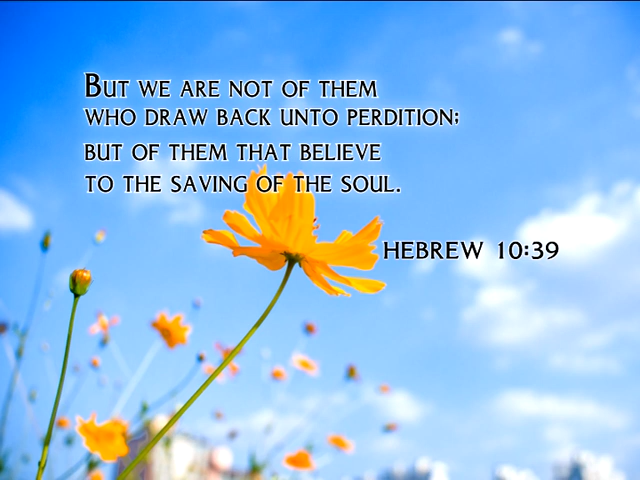 But we are not of them
who draw back unto perdition;
but of them that believe
to the saving of the soul.
Hebrew 10:39